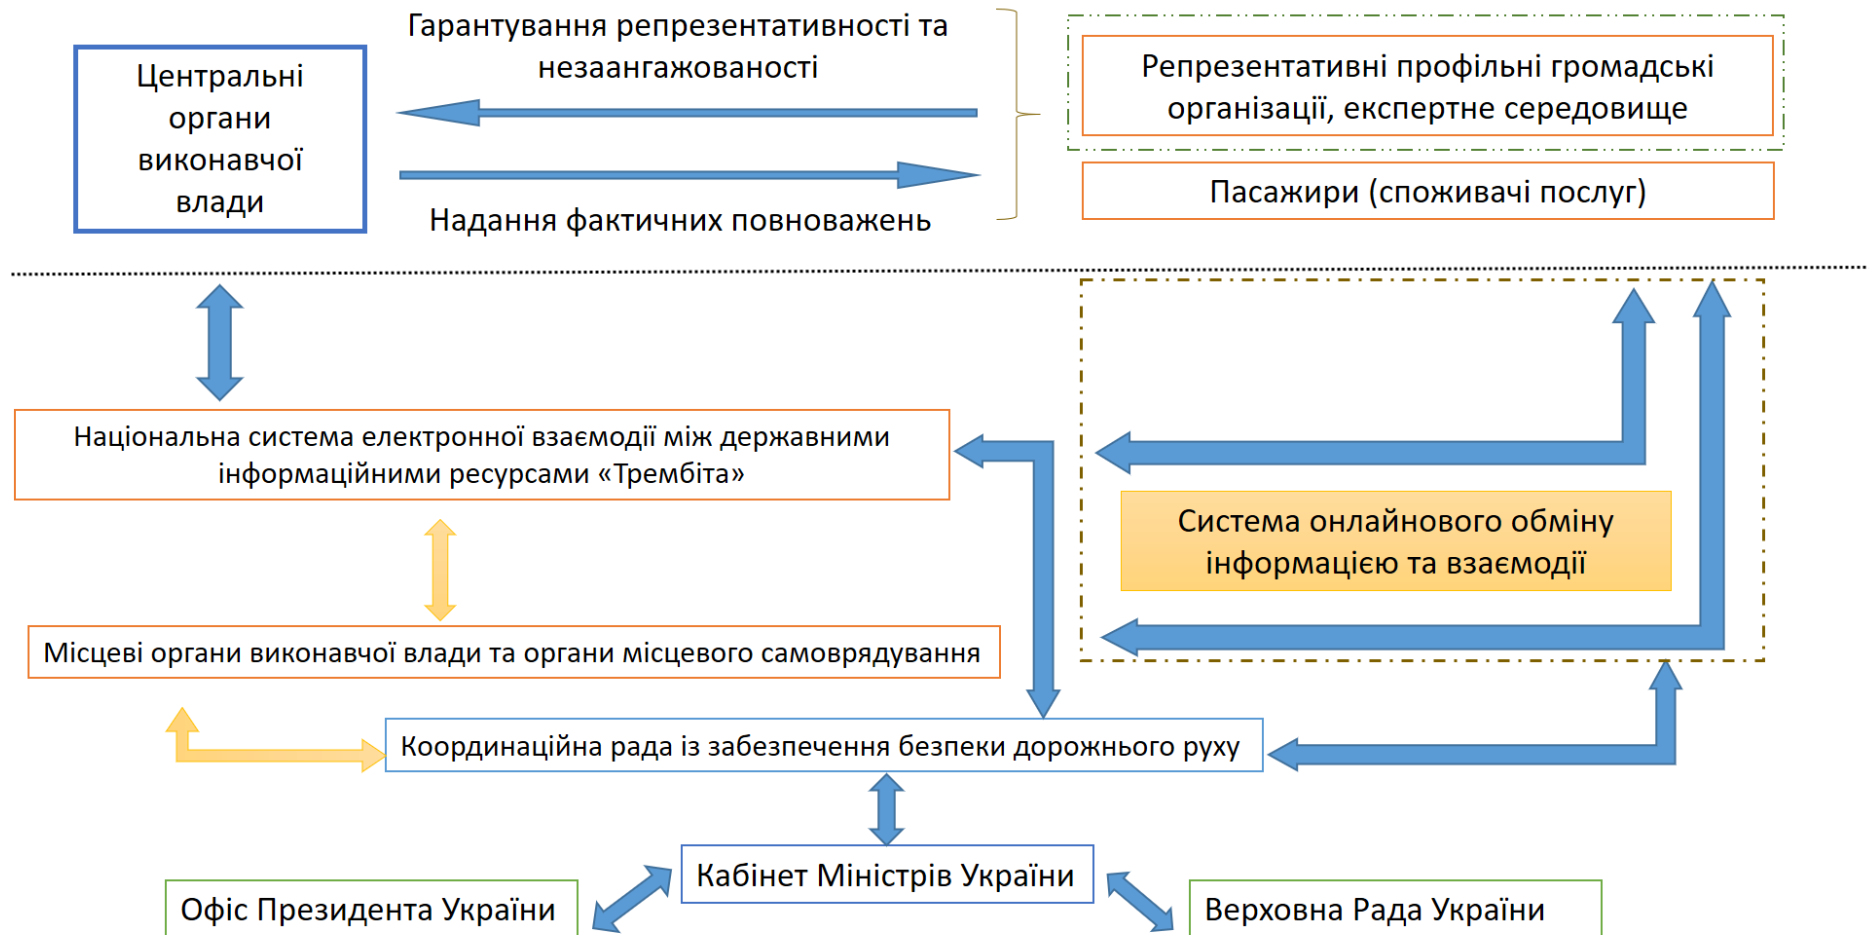 Гарантування репрезентативності та
незаангажованості
Центральні
органи
виконавчої
влади
Репрезентативні профільні громадські
організації, експертне середовище
Пасажири (споживачі послуг)
Надання фактичних повноважень
Національна система електронної взаємодії між державними
інформаційними ресурсами «Трембіта»
Система онлайнового обміну
інформацією та взаємодії
Місцеві органи виконавчої влади та органи місцевого самоврядування
Координаційна рада із забезпечення безпеки дорожнього руху
Кабінет Міністрів України
Офіс Президента України
Верховна Рада України